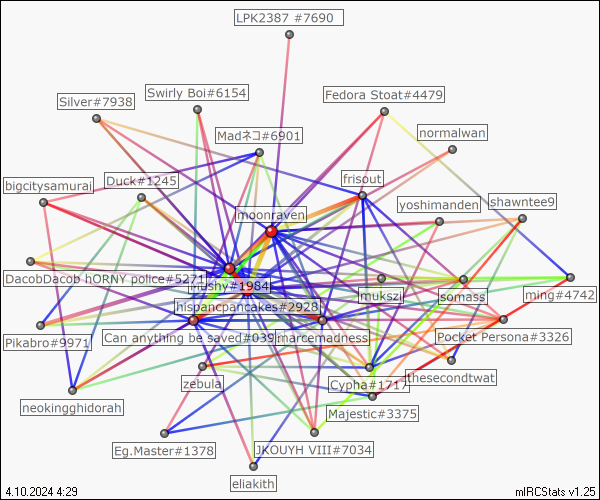 LPK2387 #7690
Swirly Boi#6154
Fedora Stoat#4479
Silver#7938
Madネコ#6901
normalwan
Duck#1245
frisout
bigcitysamurai
yoshimanden
shawntee9
moonraven
DacobDacob hORNY police#5271
mushy#1984
mukszi
somass
ming#4742
hispancpancakes#2928
Can anything be saved#039
marcemadness
Pocket Persona#3326
Pikabro#9971
zebula
Cypha#1717
thesecondtwat
neokingghidorah
Majestic#3375
Eg.Master#1378
JKOUYH VIII#7034
eliakith
4.10.2024 4:29
mIRCStats v1.25